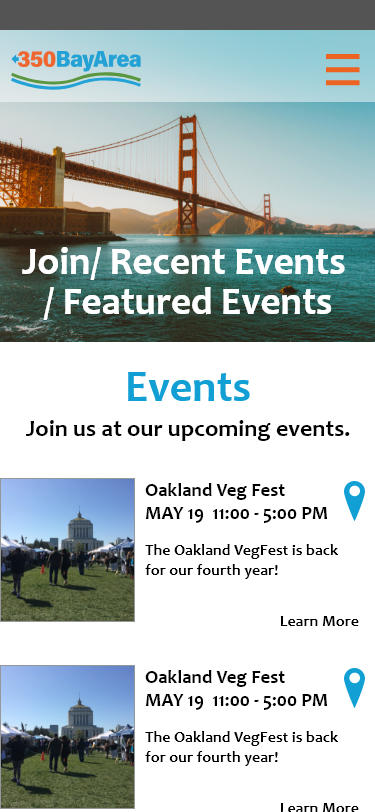 350BayArea
Join/ Recent Events
/ Featured Events
Events
Join us at our upcoming events.
Oakland Veg Fest
MAY 19 11:00 - 5:00 PM
The Oakland VegFest is back
for our fourth year!
Learn More
Oakland Veg Fest
MAY 19 11:00 - 5:00 PM
The Oakland VegFest is back
for our fourth year!
Learn More